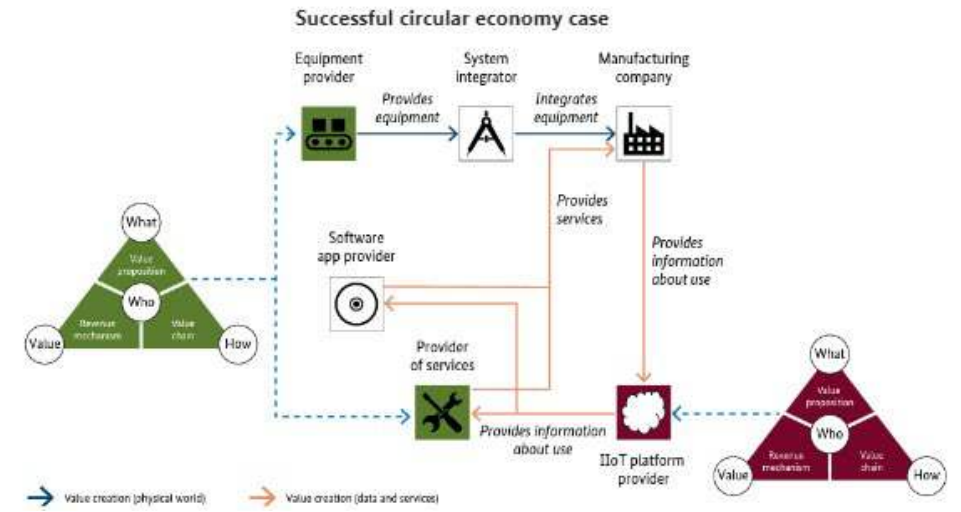 Successful circular economy case
Equipment
provider
System
integrator
Manufacturing
company
Provides
equipment
Integrates
equipment
Provides
services
Provides
information
about use
Software
app provider
What
Value
proposition
Who
Revenue
mechanism
Value
chain
Value
How
Provider
of services
Provides information
about use
IIoT platform
provider
What
Value
proposition
Who
Revenue
mechanism
Value
chain
Value
How
Value creation (physical world)
Value creation (data and services)